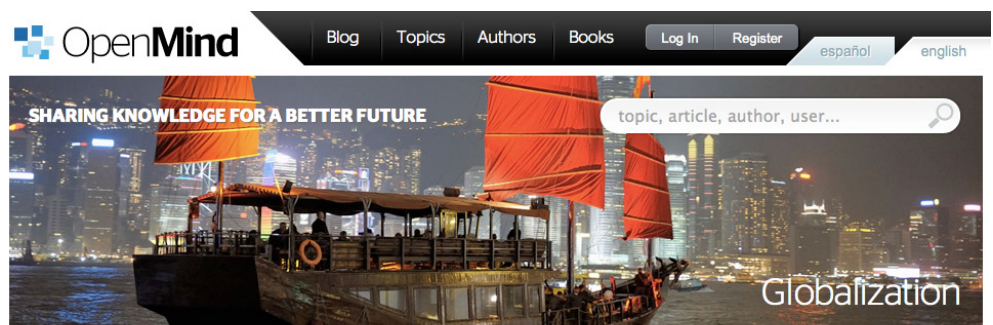 OpenMind
Blog Topics Authors Books Log In Register
español english
SHARING KNOWLEDGE FOR A BETTER FUTURE
topic, article, author, user...
Globalization